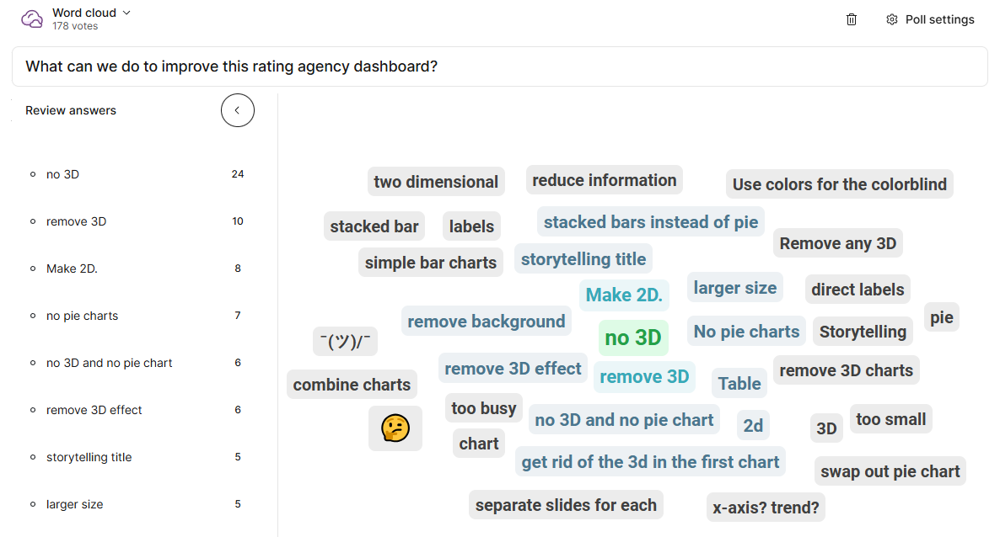 Word cloud
178 votes
Poll settings
What can we do to improve this rating agency dashboard?
Review answers
no 3D 24
remove 3D 10
Make 2D. 8
no pie charts 7
no 3D and no pie chart 6
remove 3D effect 6
storytelling title 5
larger size 5
two dimensional
reduce information
Use colors for the colorblind
stacked bar
labels
stacked bars instead of pie
Remove any 3D
simple bar charts
storytelling title
Make 2D.
larger size
direct labels
remove background
no 3D
No pie charts
Storytelling
pie
¯(ツ)/¯
remove 3D effect
remove 3D
Table
remove 3D charts
combine charts
too busy
no 3D and no pie chart
2d
3D
too small
🤔
chart
get rid of the 3d in the first chart
swap out pie chart
separate slides for each
x-axis? trend?